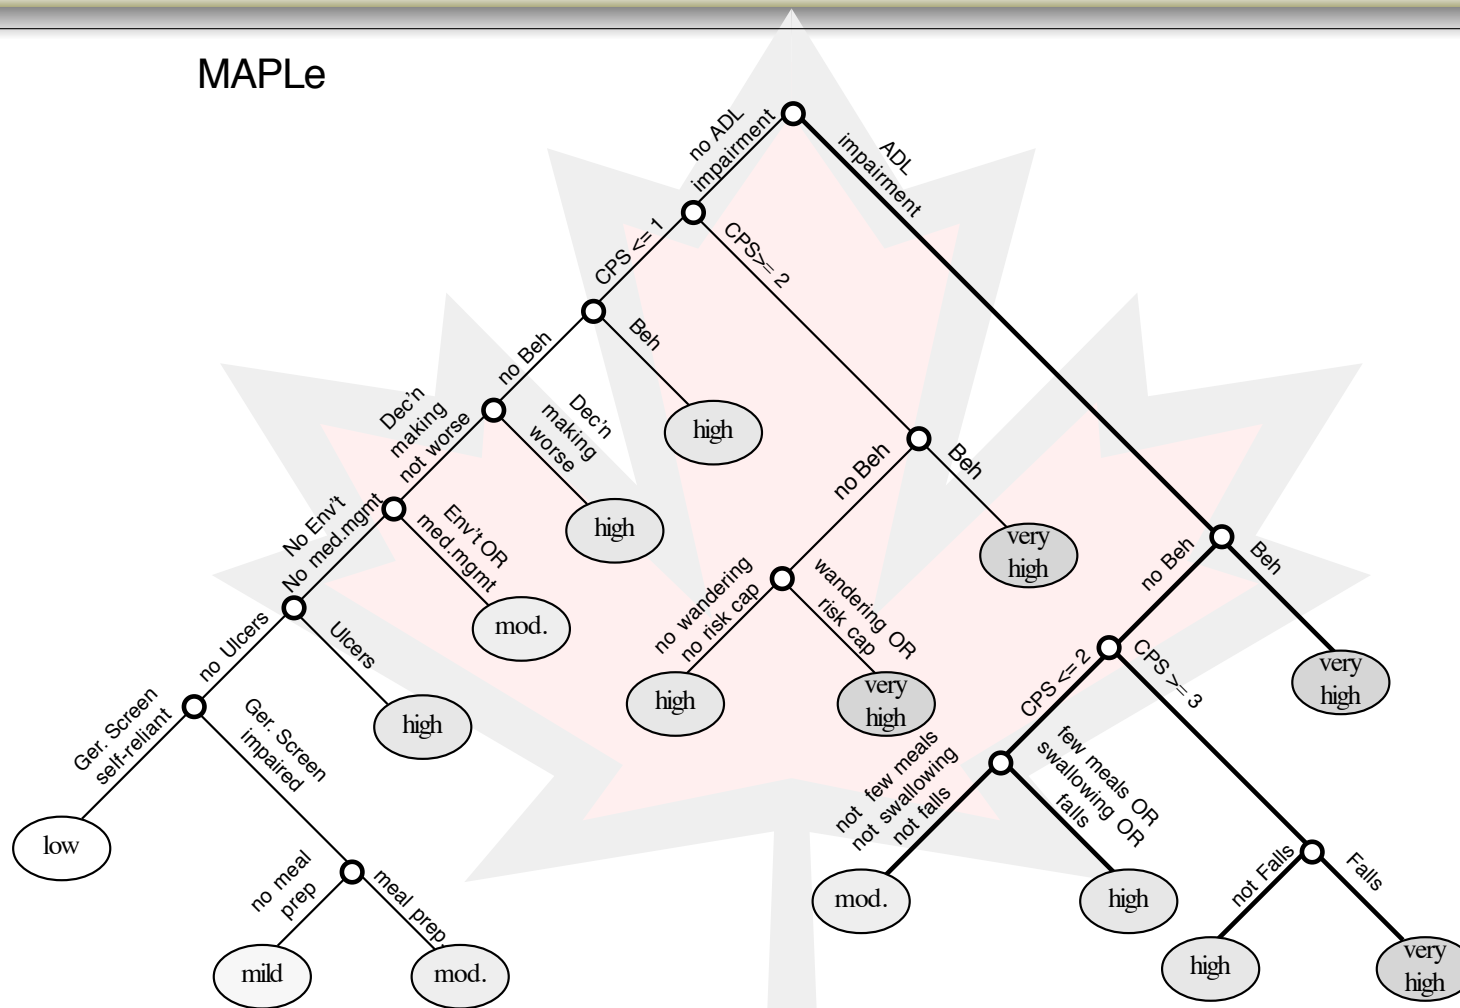 MAPLe
no ADL
impairment
ADL
impairment
CPS <= 1
CPS>= 2
no Beh
Beh
high
Dec'n
making
not worse
Dec'n
making
worse
high
no Beh
Beh
very
high
No Env't
No med.mgmt
Env't OR
med.mgmt
mod.
no wandering
no risk cap
wandering OR
risk cap
high
very
high
no Beh
Beh
very
high
no Ulcers
Ulcers
high
CPS <= 2
CPS >= 3
Ger. Screen
self-reliant
Ger. Screen
impaired
low
not few meals
not swallowing
not falls
few meals OR
swallowing OR
falls
mod.
high
no meal
prep
meal prep.
mild
mod.
not Falls
Falls
high
very
high